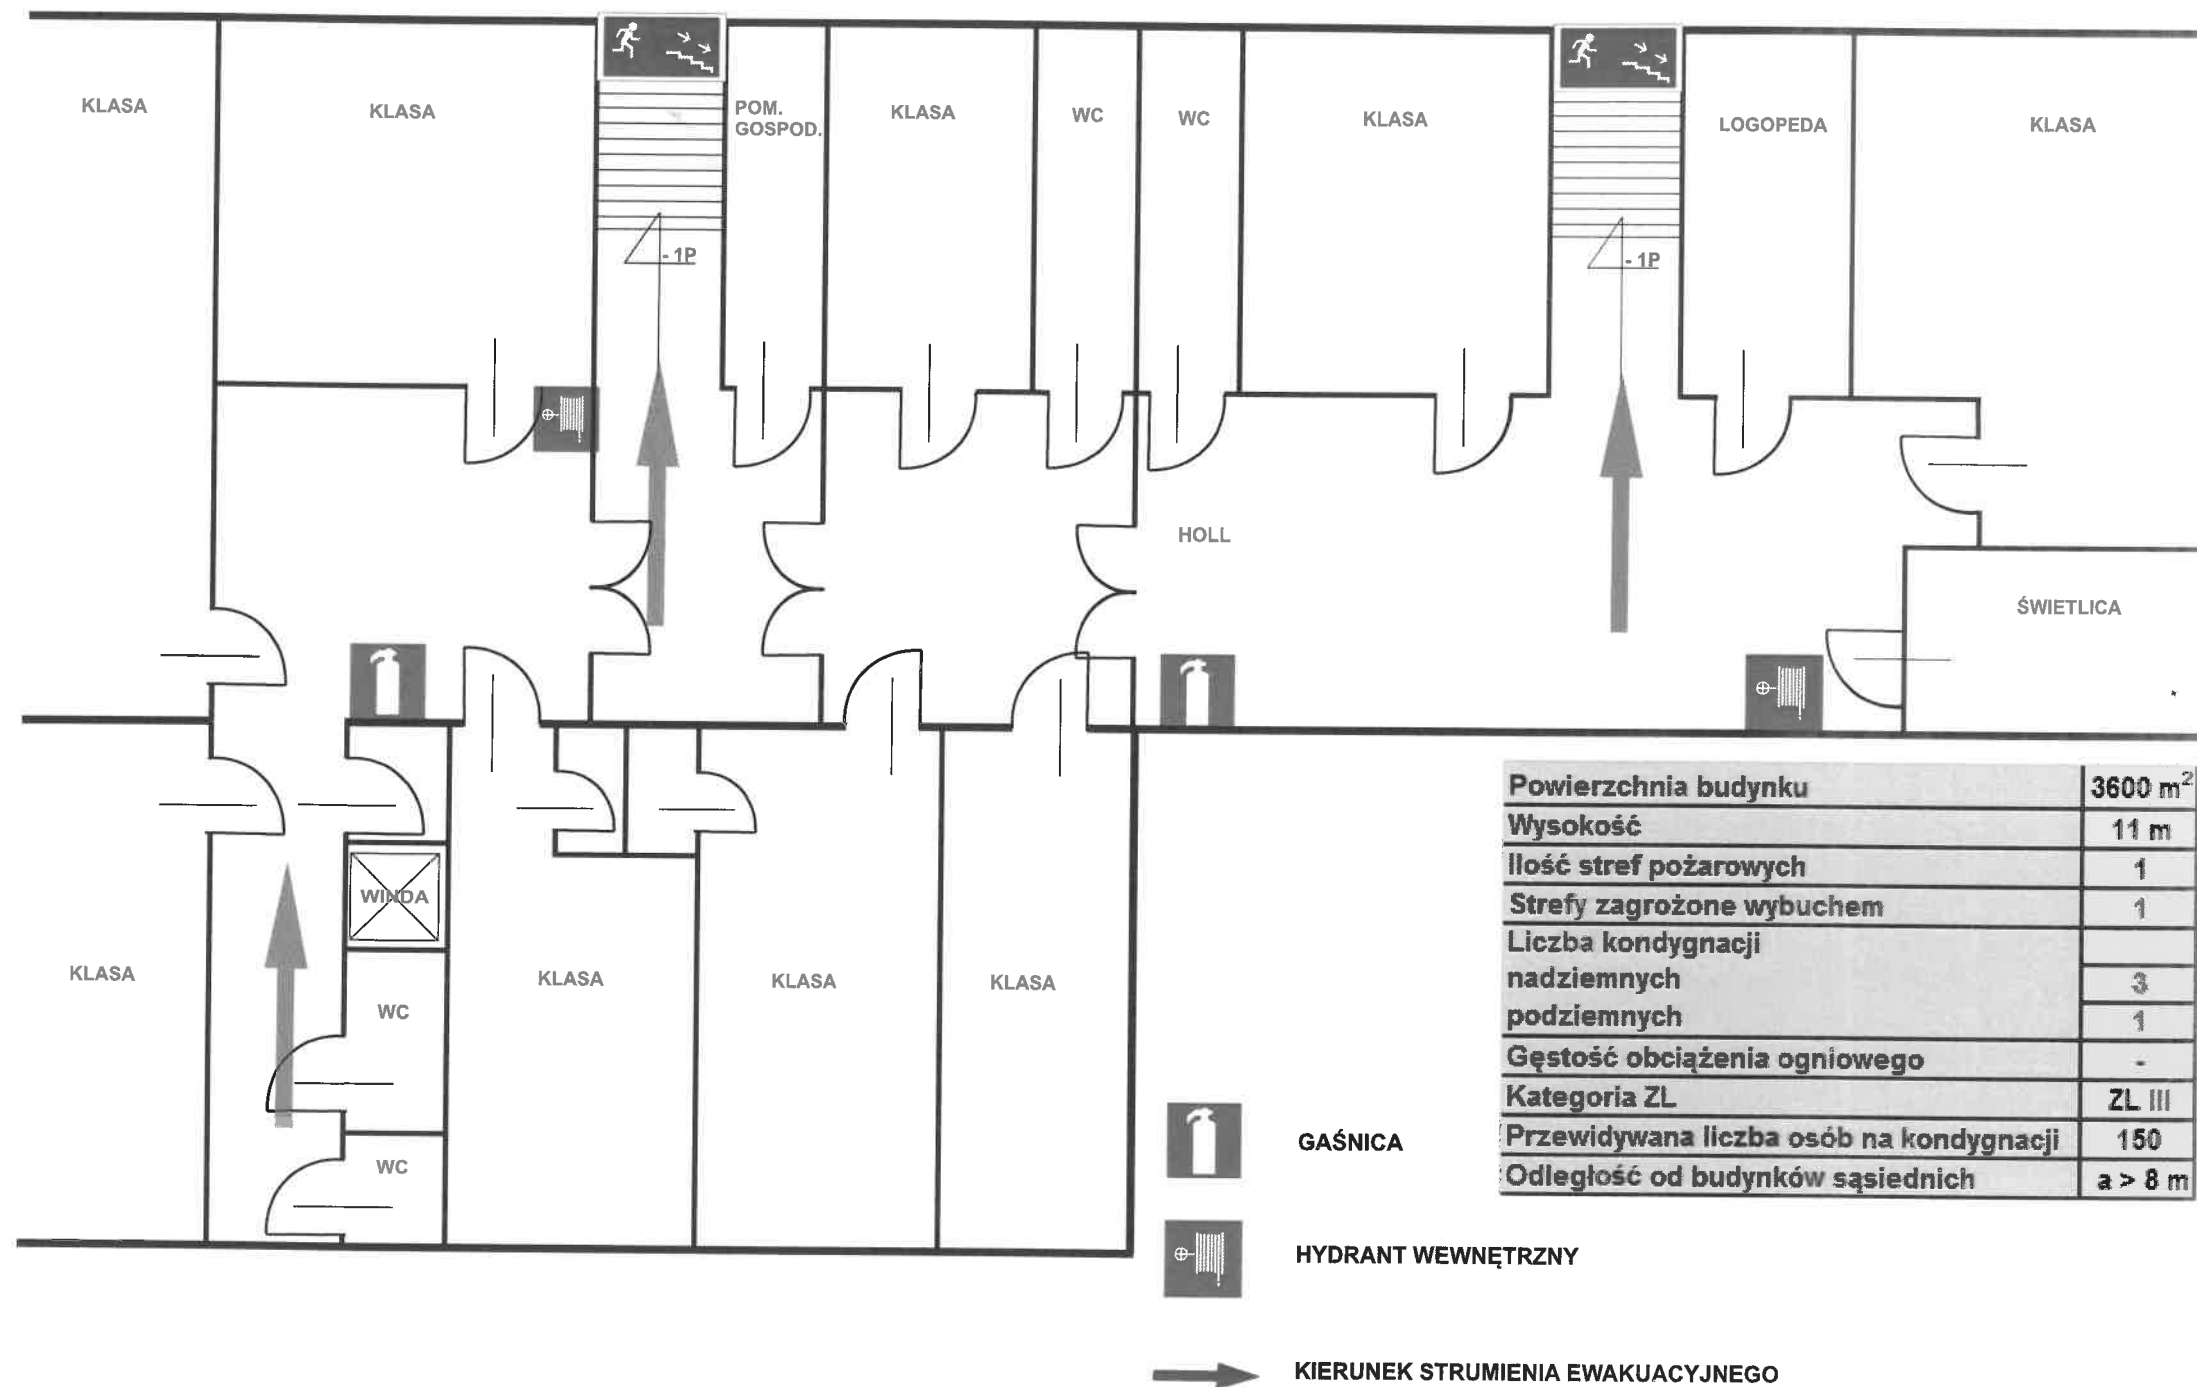 KLASA
KLASA
POM.
GOSPOD.
KLASA
WC
WC
KLASA
LOGOPEDA
KLASA
- 1P
- 1P
HOLL
ŚWIETLICA
WINDA
KLASA
WC
KLASA
KLASA
KLASA
WC
Powierzchnia budynku 3600 m²
Wysokość 11 m
Ilość stref pożarowych 1
Strefy zagrożone wybuchem 1
Liczba kondygnacji
nadziemnych 3
podziemnych 1
Gęstość obciążenia ogniowego -
Kategoria ZL ZL III
Przewidywana liczba osób na kondygnacji 150
Odległość od budynków sąsiednich a > 8 m
GAŚNICA
HYDRANT WEWNĘTRZNY
KIERUNEK STRUMIENIA EWAKUACYJNEGO